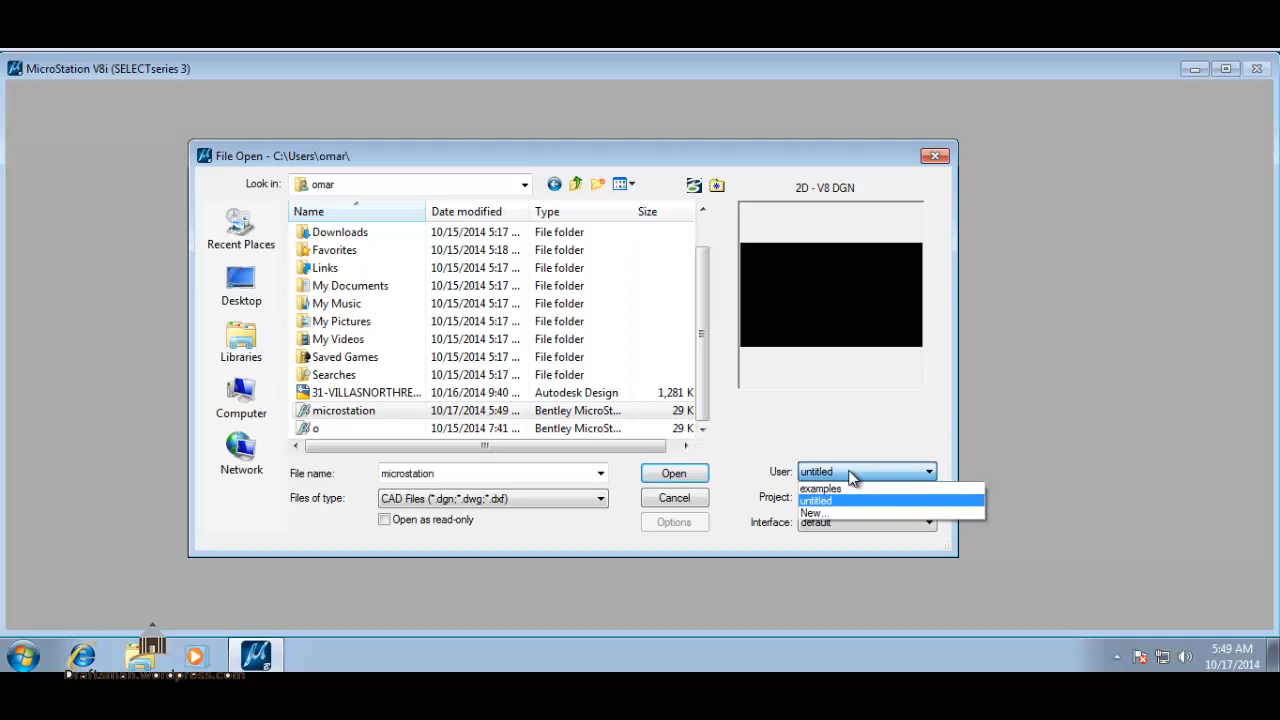 MicroStation V8i (SELECTseries 3)
File Open - C:\Users\omar\
Look in: omar
2D - V8 DGN
Name Date modified Type Size
Downloads 10/15/2014 5:17 ... File folder
Favorites 10/15/2014 5:18 ... File folder
Links 10/15/2014 5:17 ... File folder
My Documents 10/15/2014 5:17 ... File folder
My Music 10/15/2014 5:17 ... File folder
My Pictures 10/15/2014 5:17 ... File folder
My Videos 10/15/2014 5:17 ... File folder
Saved Games 10/15/2014 5:17 ... File folder
Searches 10/15/2014 5:17 ... File folder
31-VILLASNORTHRE... 10/16/2014 9:40 ... Autodesk Design 1,281 K
microstation 10/17/2014 5:49 ... Bentley MicroSt... 29 K
o 10/15/2014 7:41 ... Bentley MicroSt... 29 K
Recent Places
Desktop
Libraries
Computer
Network
File name: microstation Open User: untitled
examples
untitled
New...
Files of type: CAD Files (*.dgn;*.dwg;*.dxf) Cancel Project:
Open as read-only Options Interface: default
5:49 AM
10/17/2014
Draftsman.wordpress.com